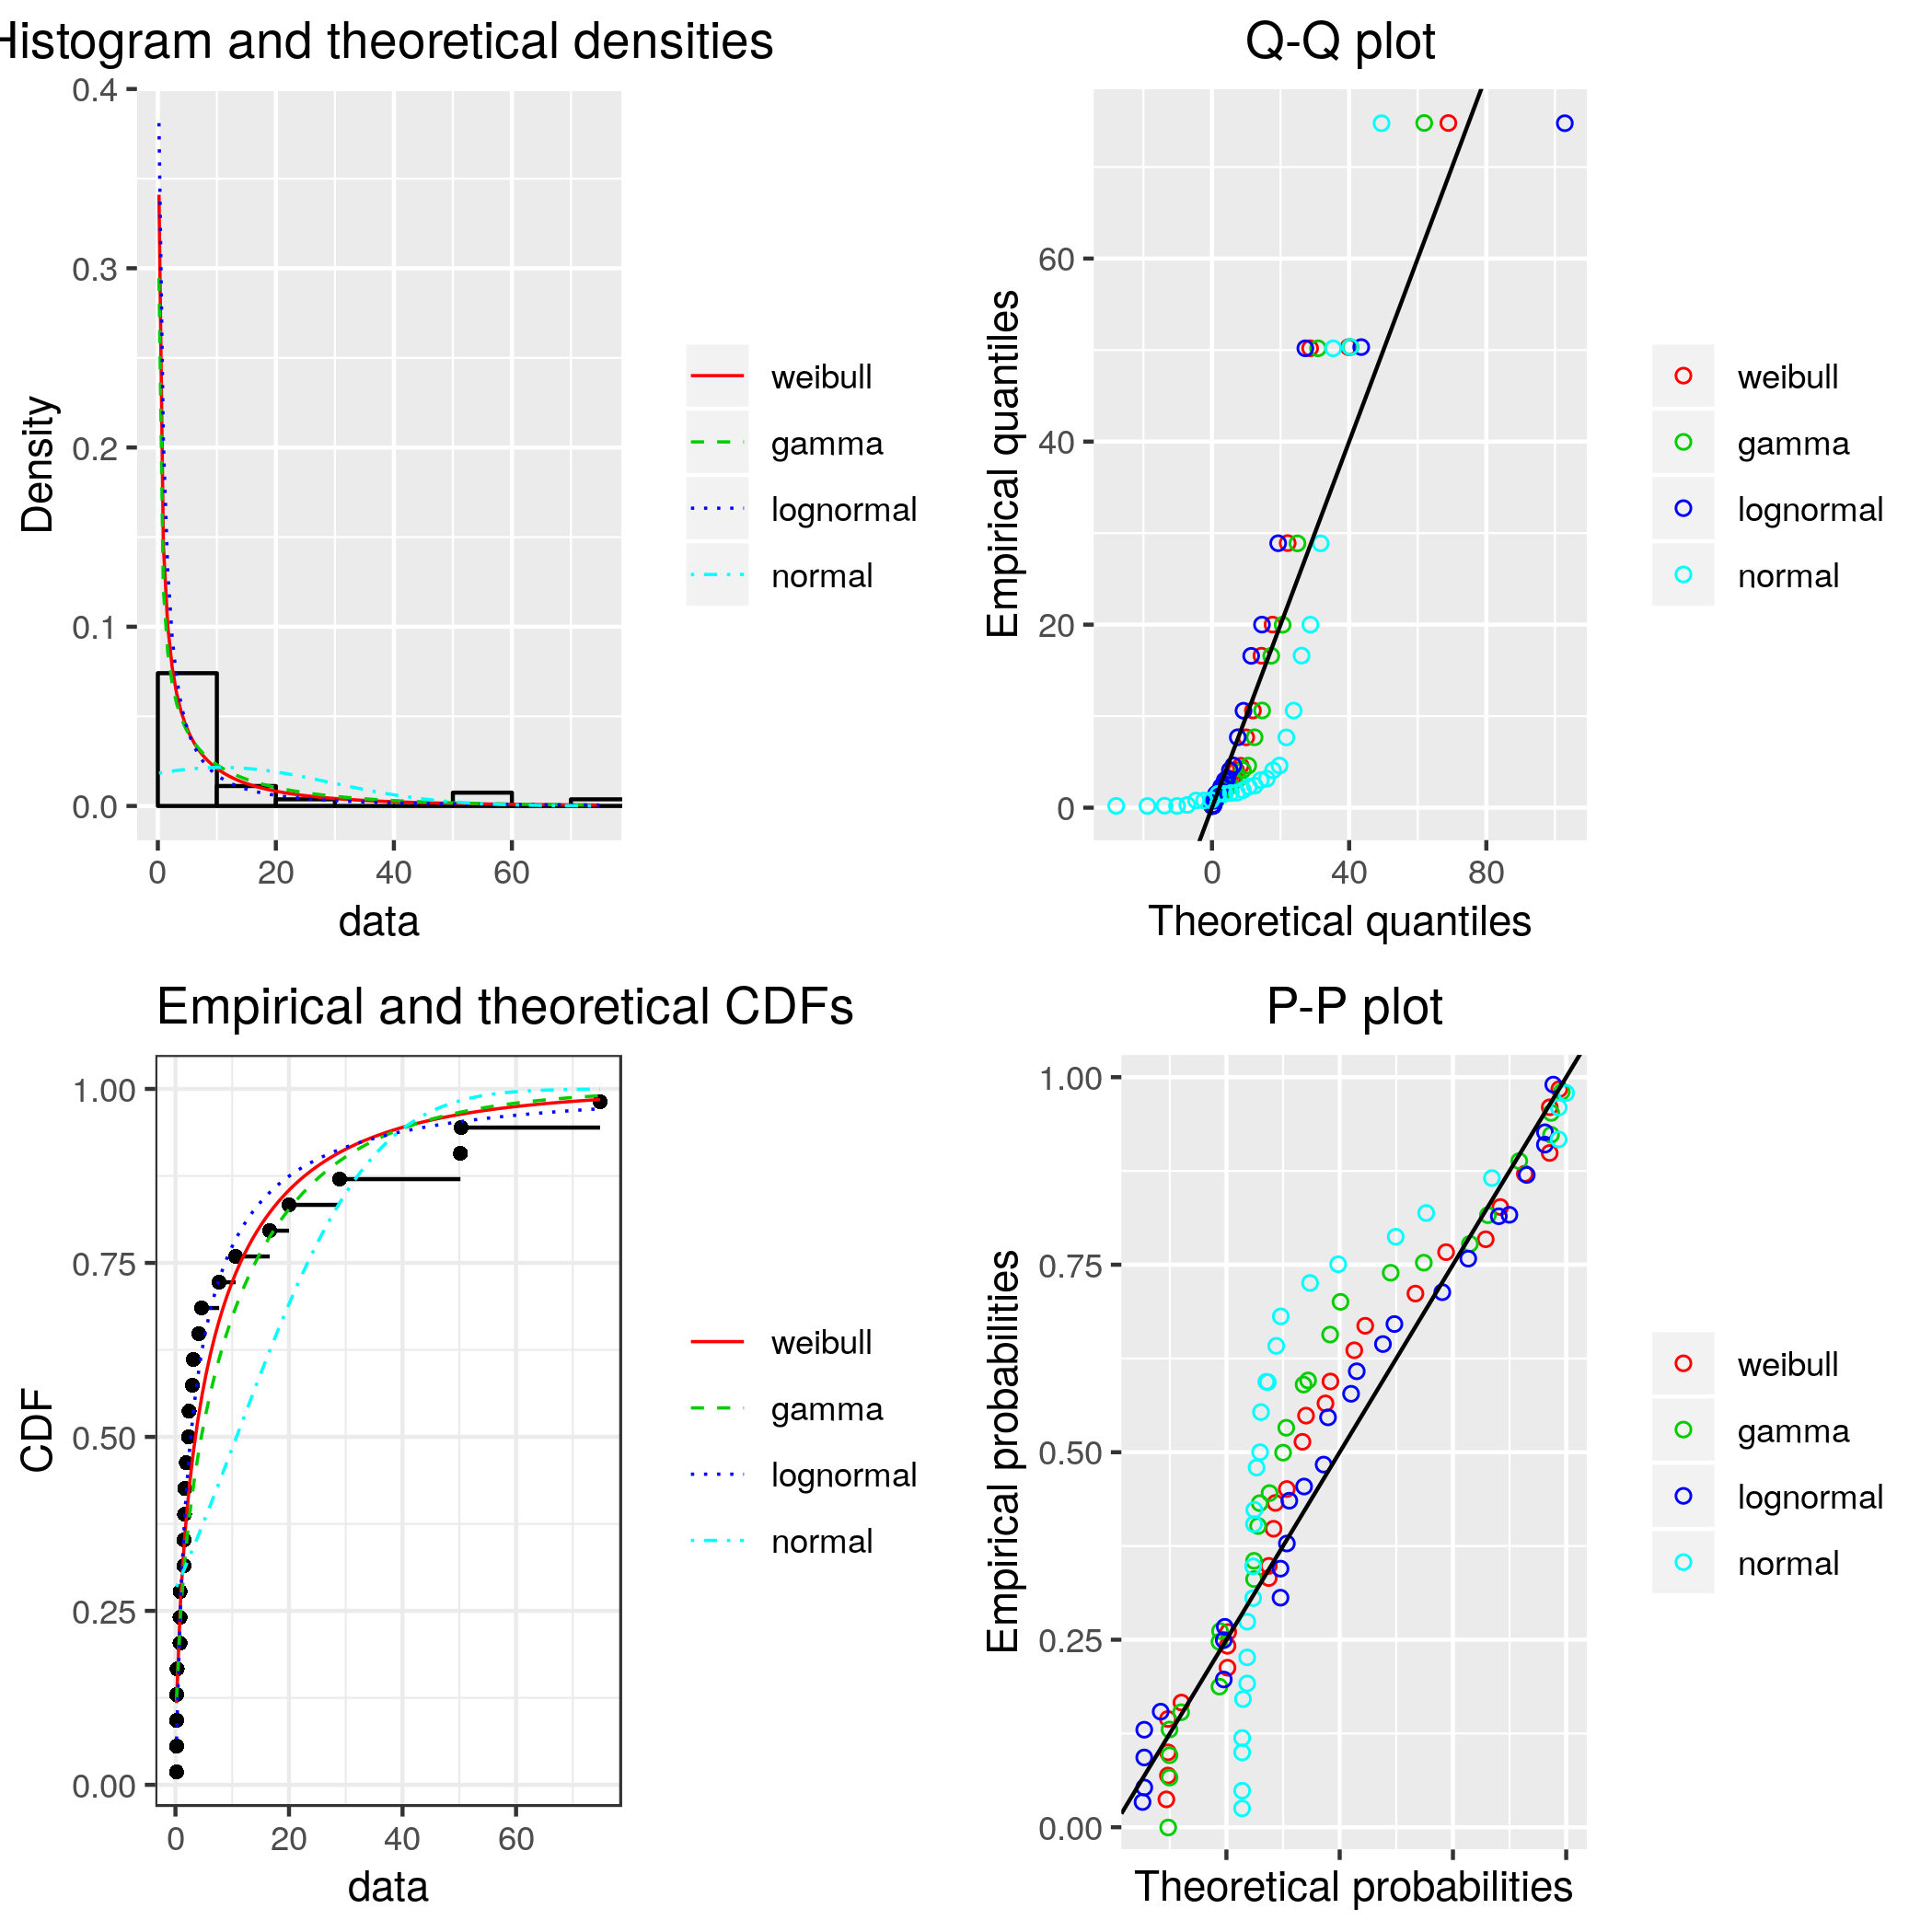 Histogram and theoretical densities
0.4
0.3
0.2
0.1
0.0
Density
0 20 40 60
data
weibull
gamma
lognormal
normal
Q-Q plot
60
40
20
0
Empirical quantiles
0 40 80
Theoretical quantiles
weibull
gamma
lognormal
normal
Empirical and theoretical CDFs
1.00
0.75
0.50
0.25
0.00
CDF
0 20 40 60
data
weibull
gamma
lognormal
normal
P-P plot
1.00
0.75
0.50
0.25
0.00
Empirical probabilities
Theoretical probabilities
weibull
gamma
lognormal
normal